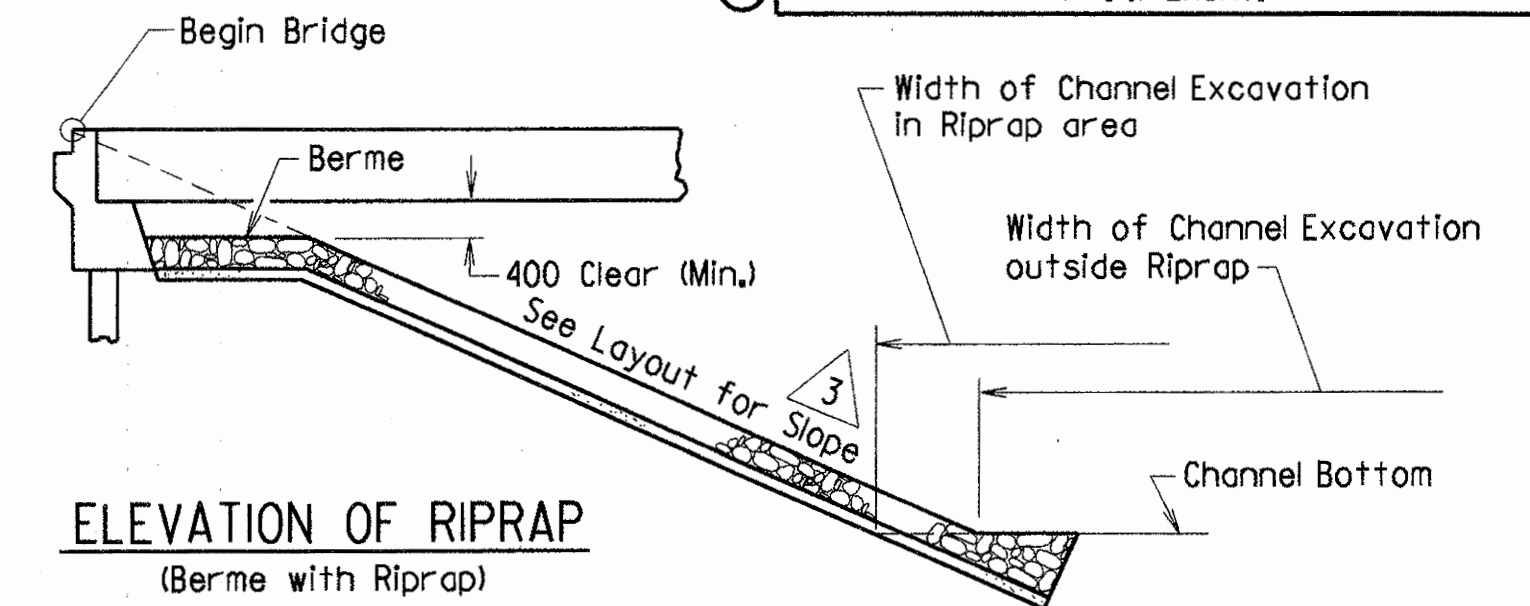 Begin Bridge
Width of Channel Excavation
in Riprap area
Berme
Width of Channel Excavation
outside Riprap
400 Clear (Min.)
See Layout for Slope
3
Channel Bottom
ELEVATION OF RIPRAP
(Berme with Riprap)